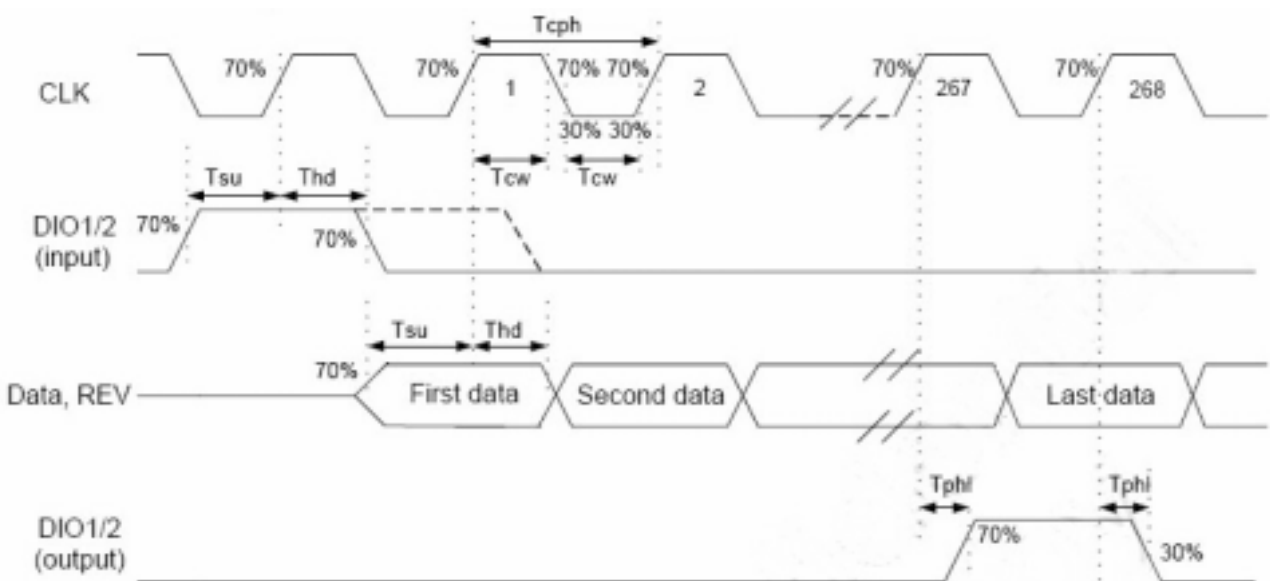 Tcph
70% 70% 70% 70% 70% 70%
CLK 1 2 267 268
30% 30%
Tsu Thd Tcw Tcw
DIO1/2 70%
(input) 70%
Tsu Thd
70%
Data, REV First data Second data Last data
Tphl Tphl
DIO1/2 70%
(output) 30%